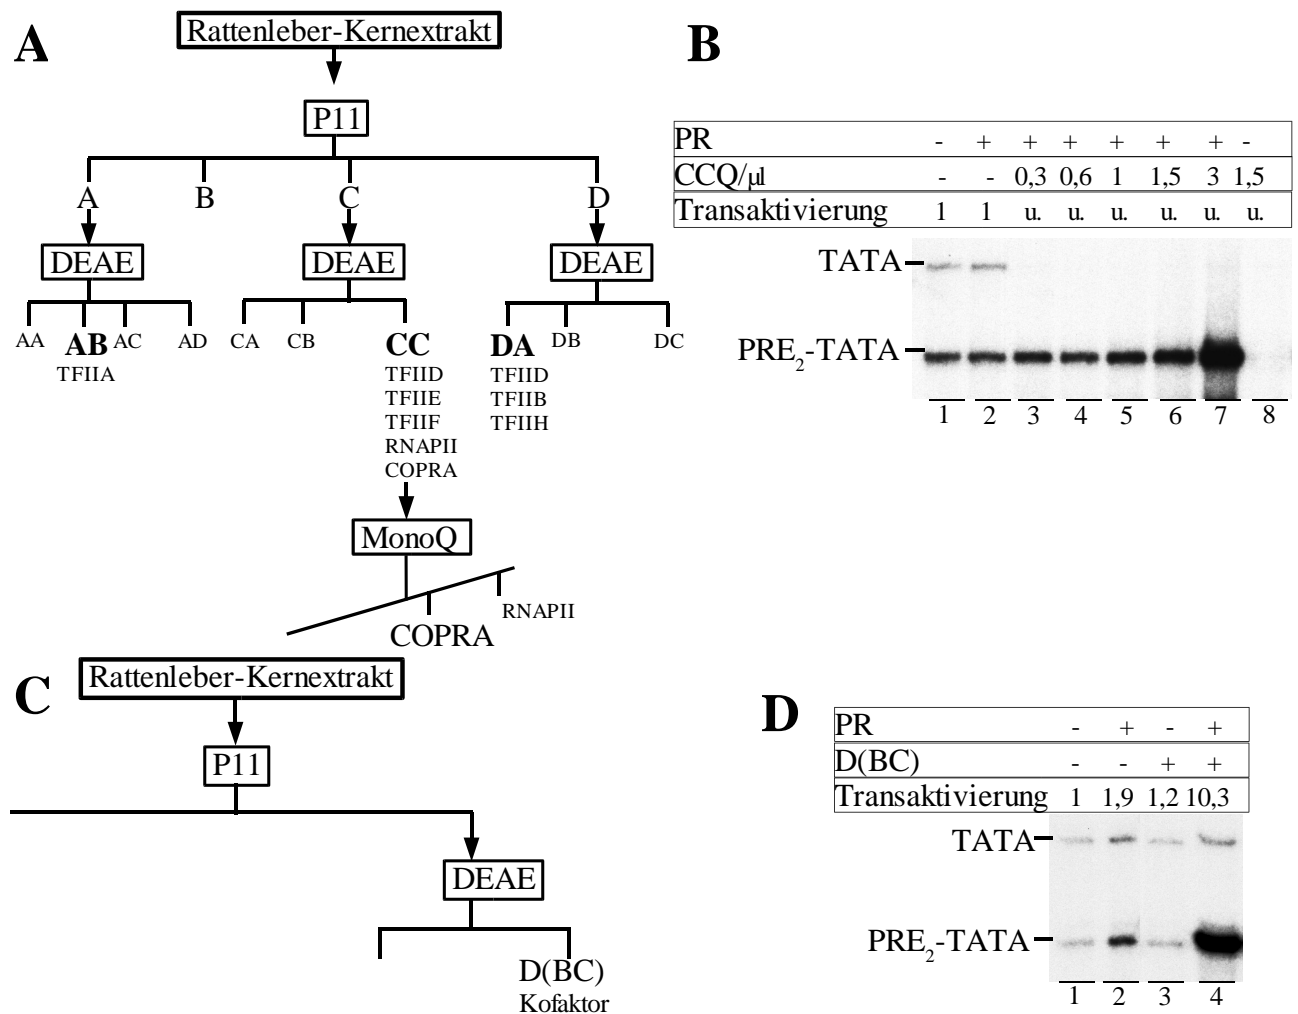 A
Rattenleber-Kernextrakt
P11
A B C D
DEAE DEAE DEAE
AA AB AC AD CA CB CC DA DB DC
TFIIA TFIID TFIID
TFIIE TFIIB
TFIIF TFIIH
RNAPII
COPRA
MonoQ
RNAPII
COPRA
B
PR - + + + + + + -
CCQ/µl - - 0,3 0,6 1 1,5 3 1,5
Transaktivierung 1 1 u. u. u. u. u. u.
TATA
PRE2-TATA
1 2 3 4 5 6 7 8
C
Rattenleber-Kernextrakt
P11
DEAE
D(BC)
Kofaktor
D
PR - + - +
D(BC) - - + +
Transaktivierung 1 1,9 1,2 10,3
TATA
PRE2-TATA
1 2 3 4